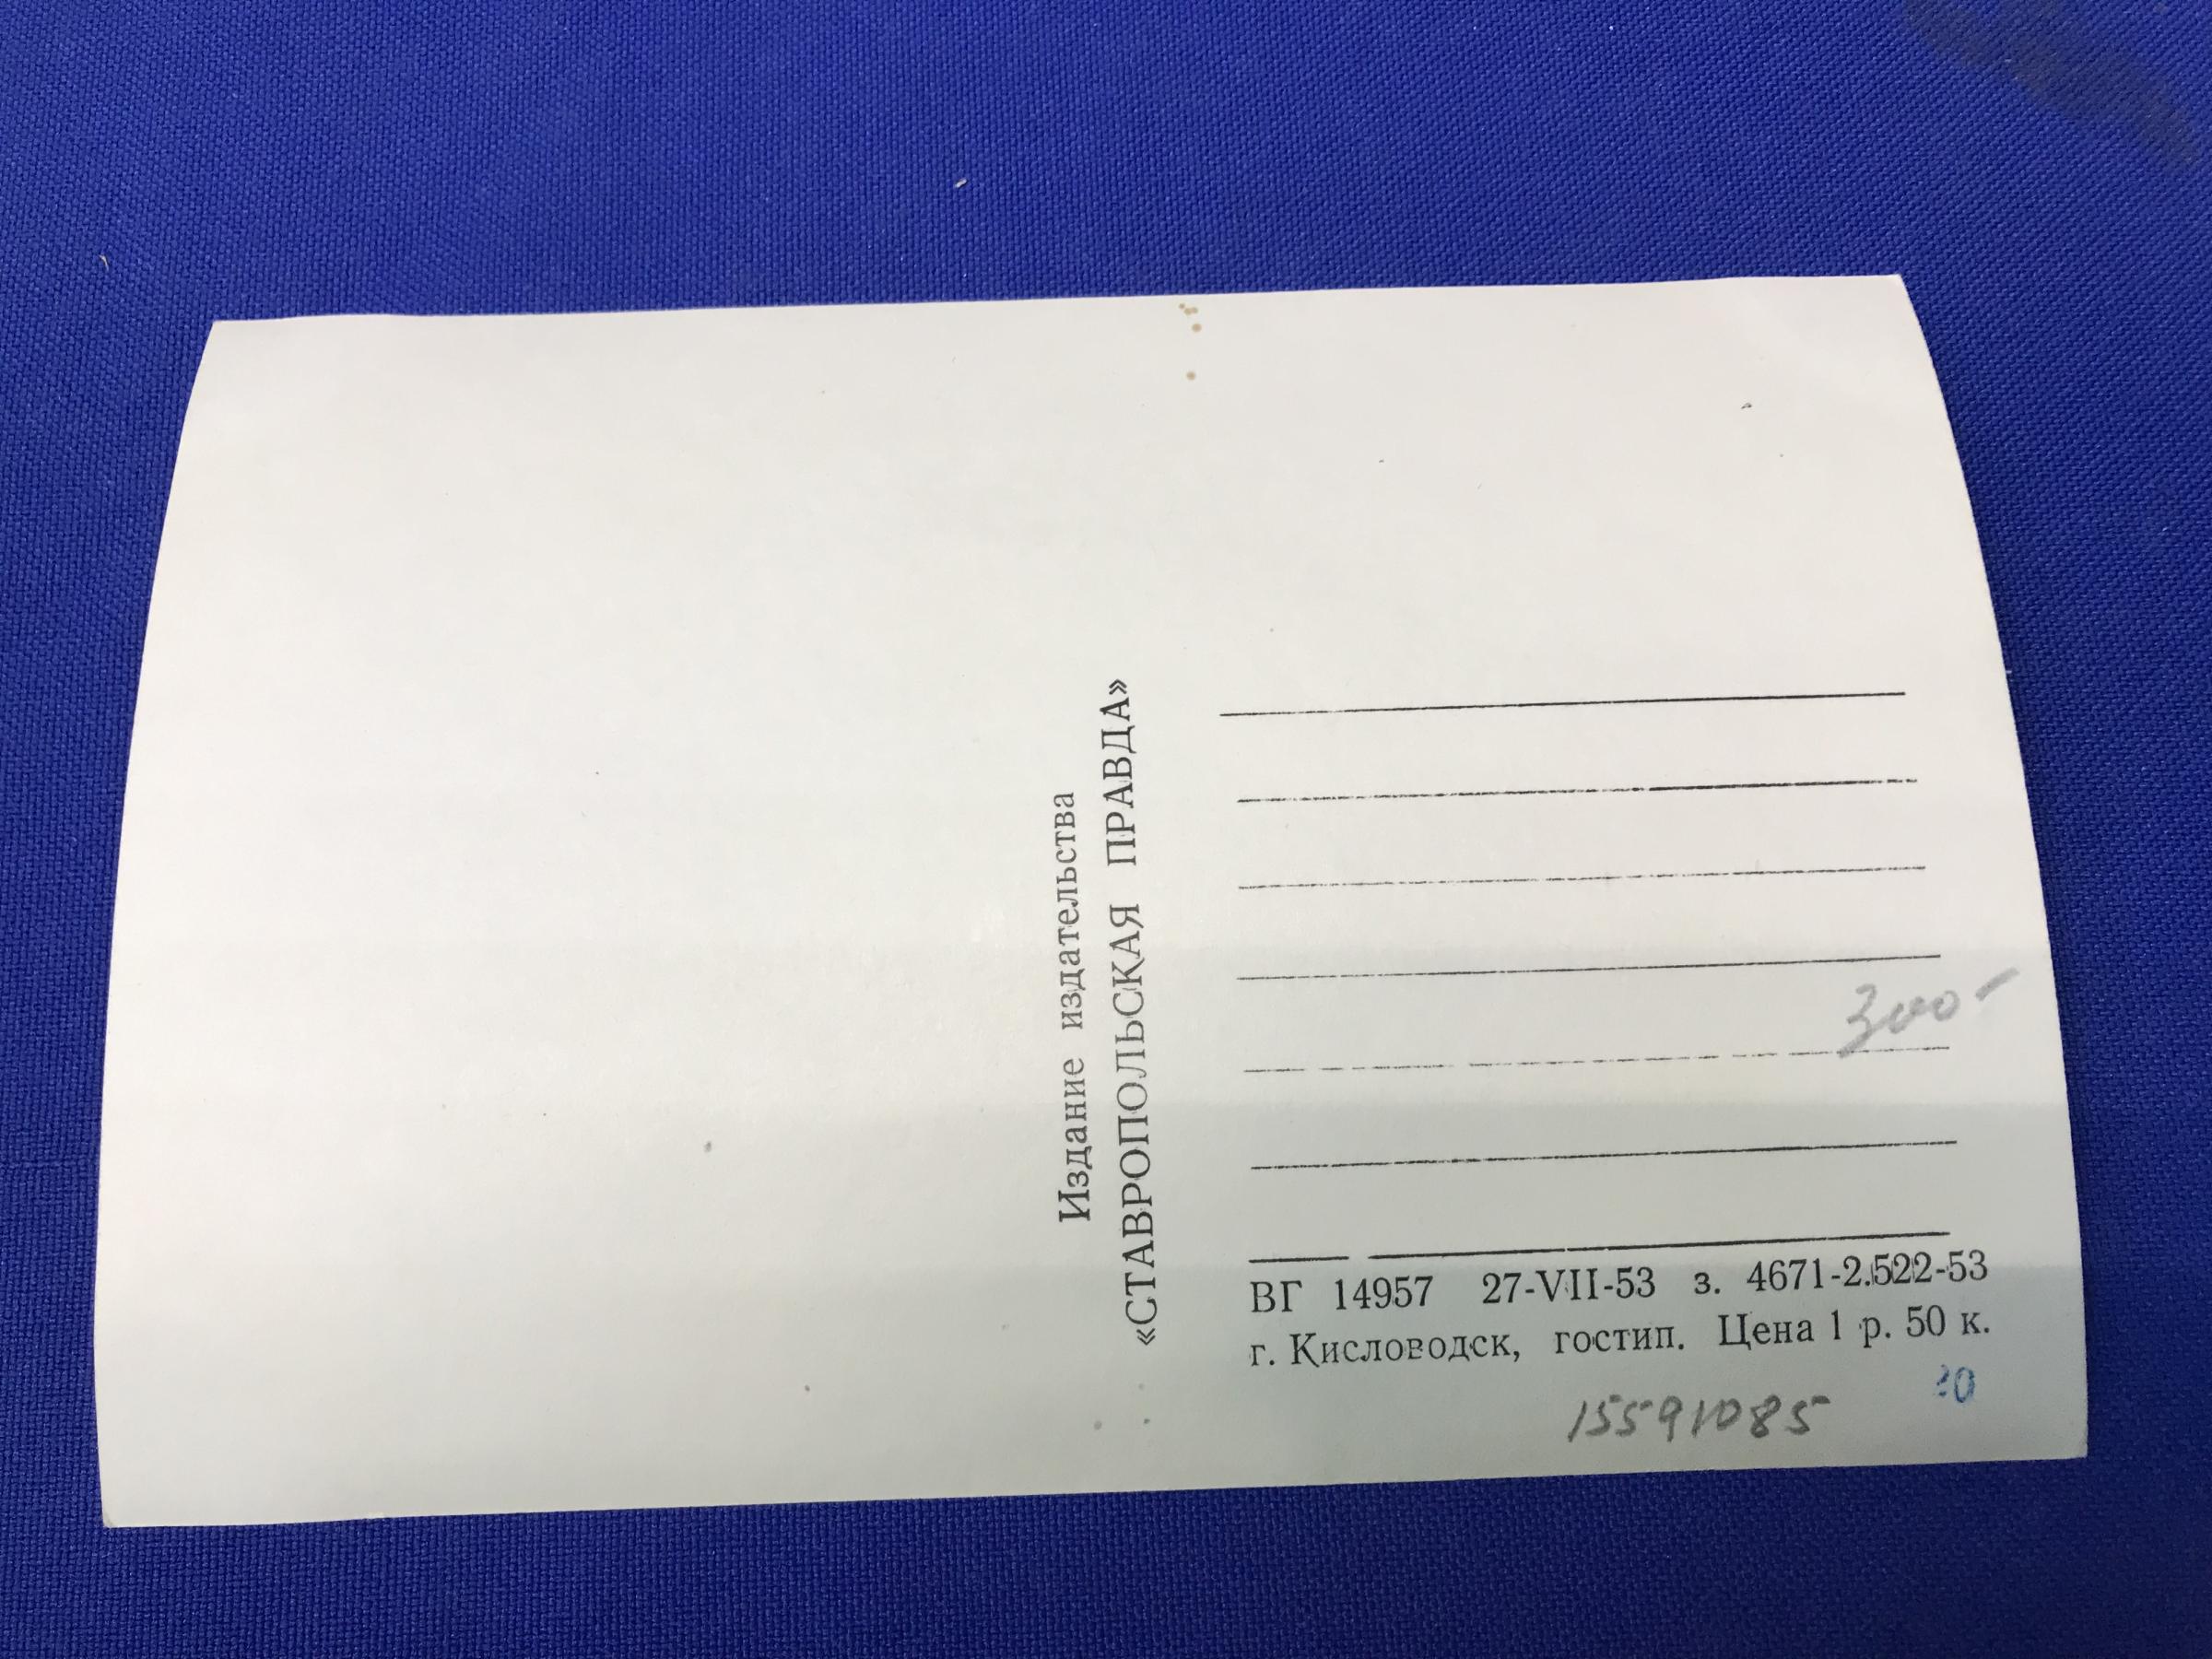 Издание издательства
«СТАВРОПОЛЬСКАЯ ПРАВДА»
300-
ВГ 14957 27-VII-53 з. 4671-2.522-53
г. Кисловодск, гостип. Цена 1 р. 50 к.
15591085